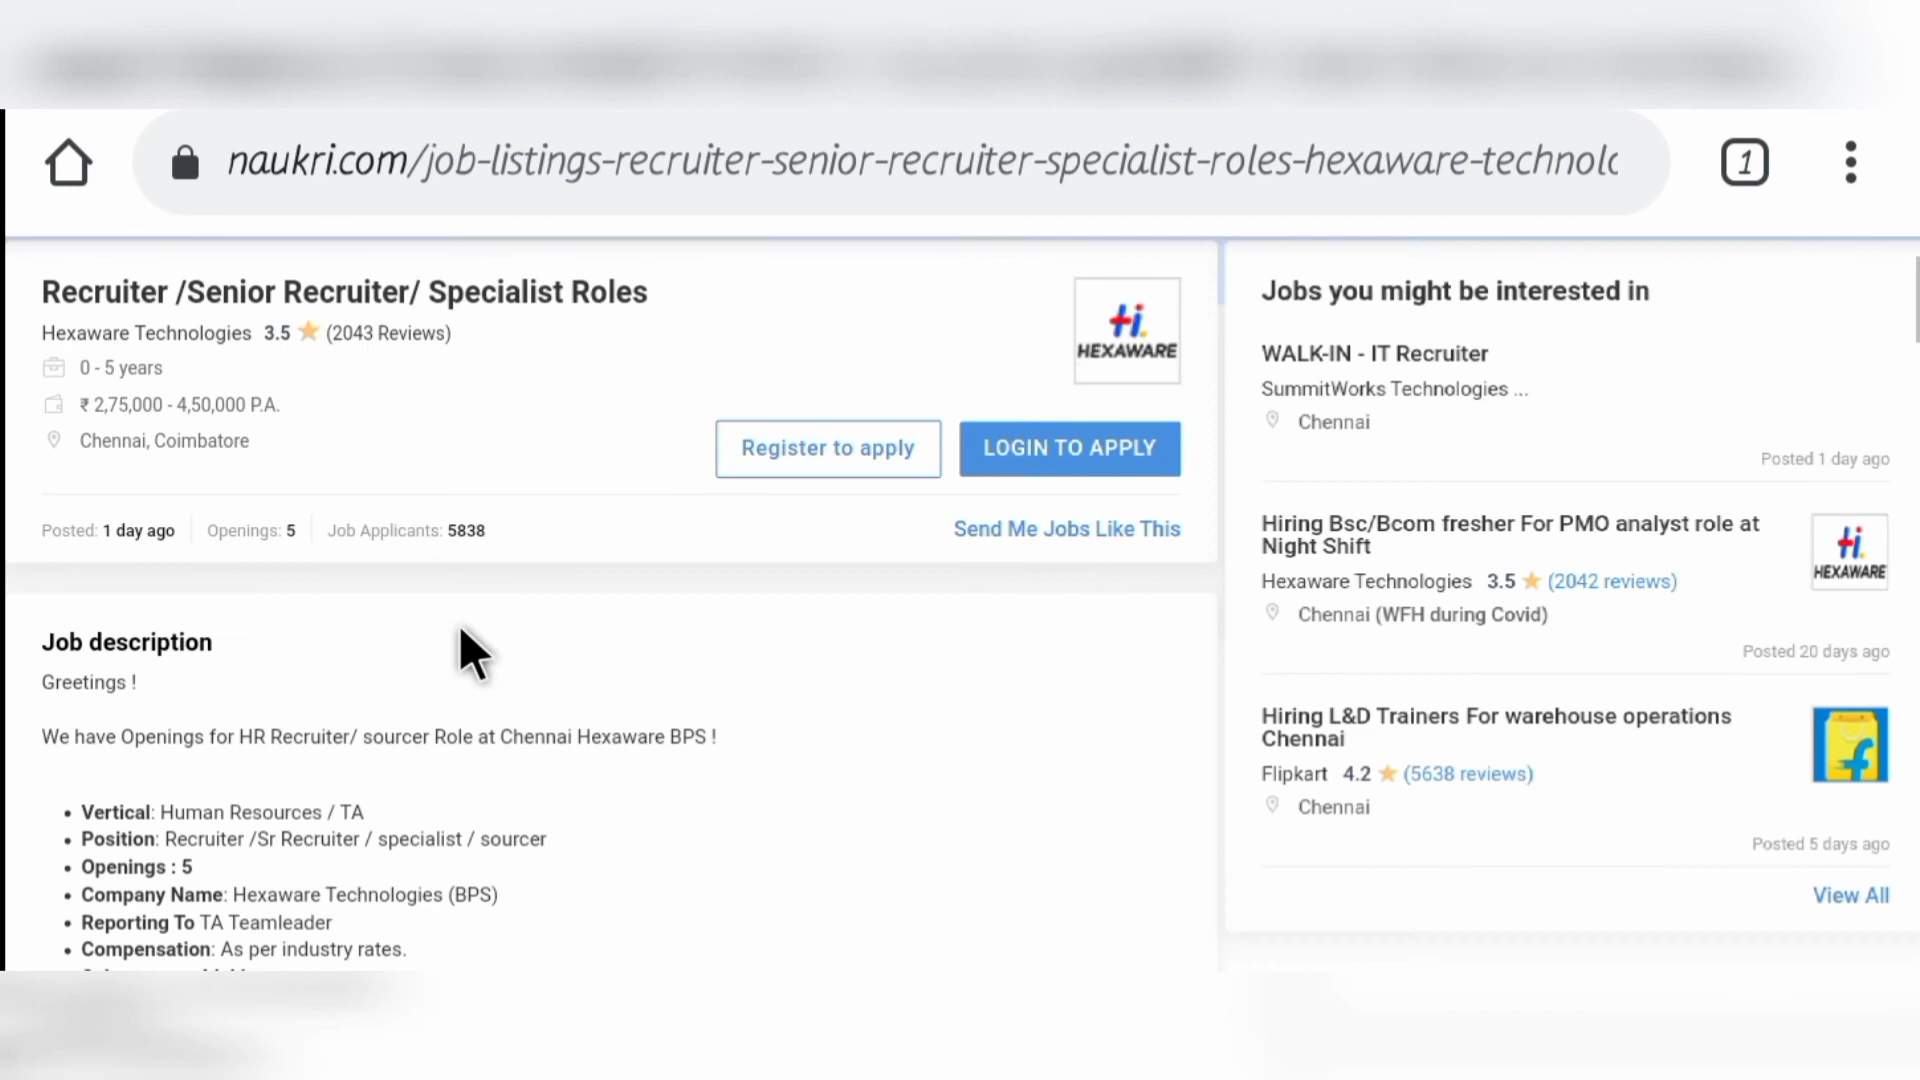 naukri.com/job-listings-recruiter-senior-recruiter-specialist-roles-hexaware-technolo
1
Recruiter /Senior Recruiter/ Specialist Roles
Hexaware Technologies 3.5 (2043 Reviews)
0 - 5 years
₹ 2,75,000 - 4,50,000 P.A.
Chennai, Coimbatore
HEXAWARE
Register to apply
LOGIN TO APPLY
Posted: 1 day ago
Openings: 5
Job Applicants: 5838
Send Me Jobs Like This
Job description
Greetings !
We have Openings for HR Recruiter/ sourcer Role at Chennai Hexaware BPS !
• Vertical: Human Resources / TA
• Position: Recruiter /Sr Recruiter / specialist / sourcer
• Openings : 5
• Company Name: Hexaware Technologies (BPS)
• Reporting To TA Teamleader
• Compensation: As per industry rates.
Jobs you might be interested in
WALK-IN - IT Recruiter
SummitWorks Technologies ...
Chennai
Posted 1 day ago
Hiring Bsc/Bcom fresher For PMO analyst role at
Night Shift
Hexaware Technologies 3.5 (2042 reviews)
Chennai (WFH during Covid)
HEXAWARE
Posted 20 days ago
Hiring L&D Trainers For warehouse operations
Chennai
Flipkart 4.2 (5638 reviews)
Chennai
Posted 5 days ago
View All